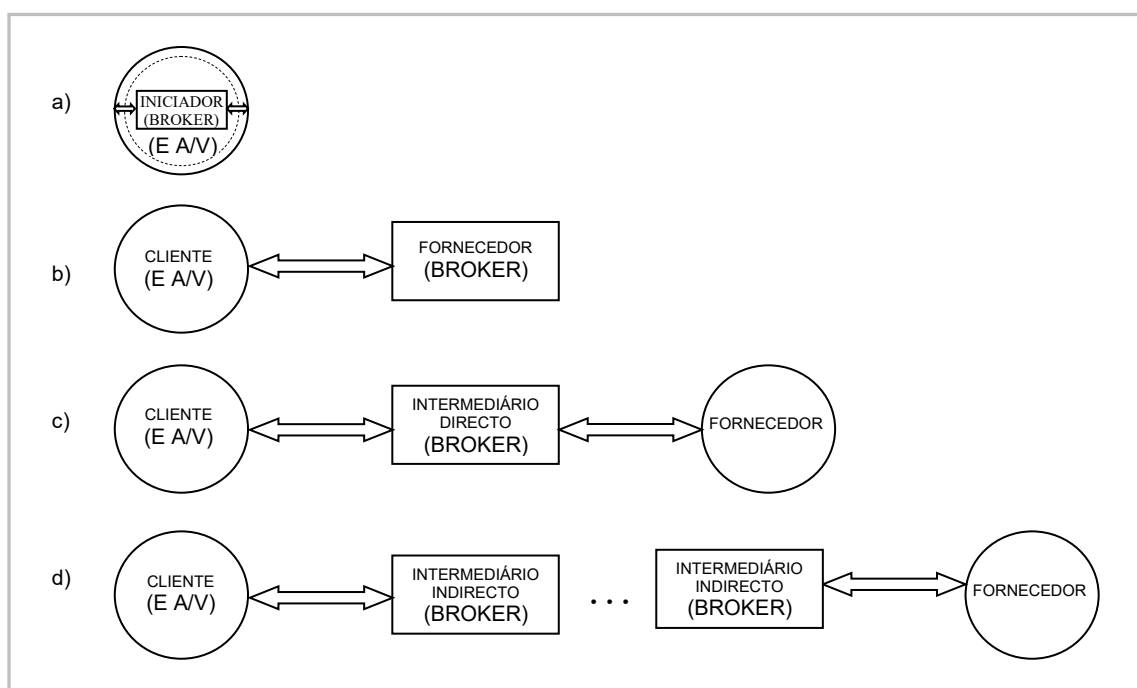 a)
INICIADOR
(BROKER)
(E A/V)
b)
CLIENTE
(E A/V)
FORNECEDOR
(BROKER)
c)
CLIENTE
(E A/V)
INTERMEDIÁRIO
DIRECTO
(BROKER)
FORNECEDOR
d)
CLIENTE
(E A/V)
INTERMEDIÁRIO
INDIRECTO
(BROKER)
. . .
INTERMEDIÁRIO
INDIRECTO
(BROKER)
FORNECEDOR